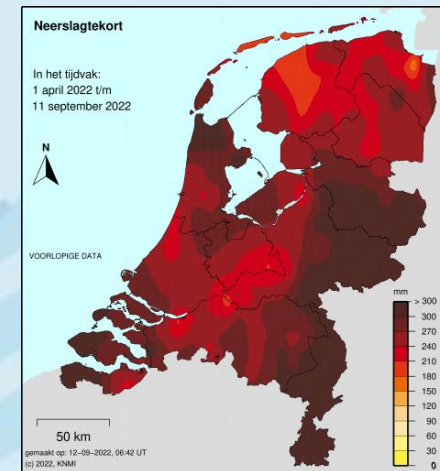 Neerslagtekort
In het tijdvak:
1 april 2022 t/m
11 september 2022
N
VOORLOPIGE DATA
mm
> 300
300
270
240
210
180
150
120
90
60
30
0
50 km
gemaakt op: 12-09-2022, 06:42 UT
(c) 2022, KNMI